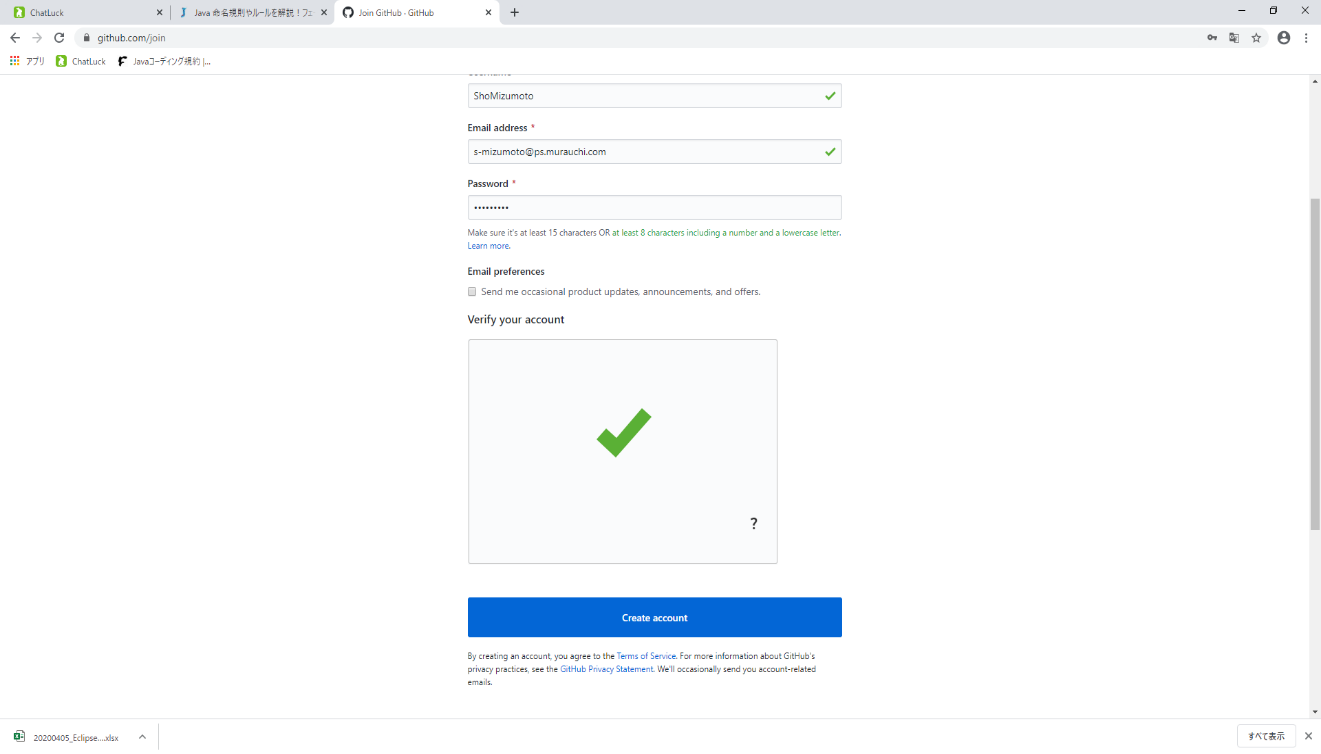 ChatLuck
Java 命名規則やルールを解説！フェ
Join GitHub · GitHub
github.com/join
アプリ
ChatLuck
Javaコーディング規約 |...
Username
ShoMizumoto
Email address *
s-mizumoto@ps.murauchi.com
Password *
•••••••••
Make sure it's at least 15 characters OR at least 8 characters including a number and a lowercase letter.
Learn more.
Email preferences
Send me occasional product updates, announcements, and offers.
Verify your account
?
Create account
By creating an account, you agree to the Terms of Service. For more information about GitHub's
privacy practices, see the GitHub Privacy Statement. We'll occasionally send you account-related
emails.
20200405_Eclipse....xlsx
すべて表示